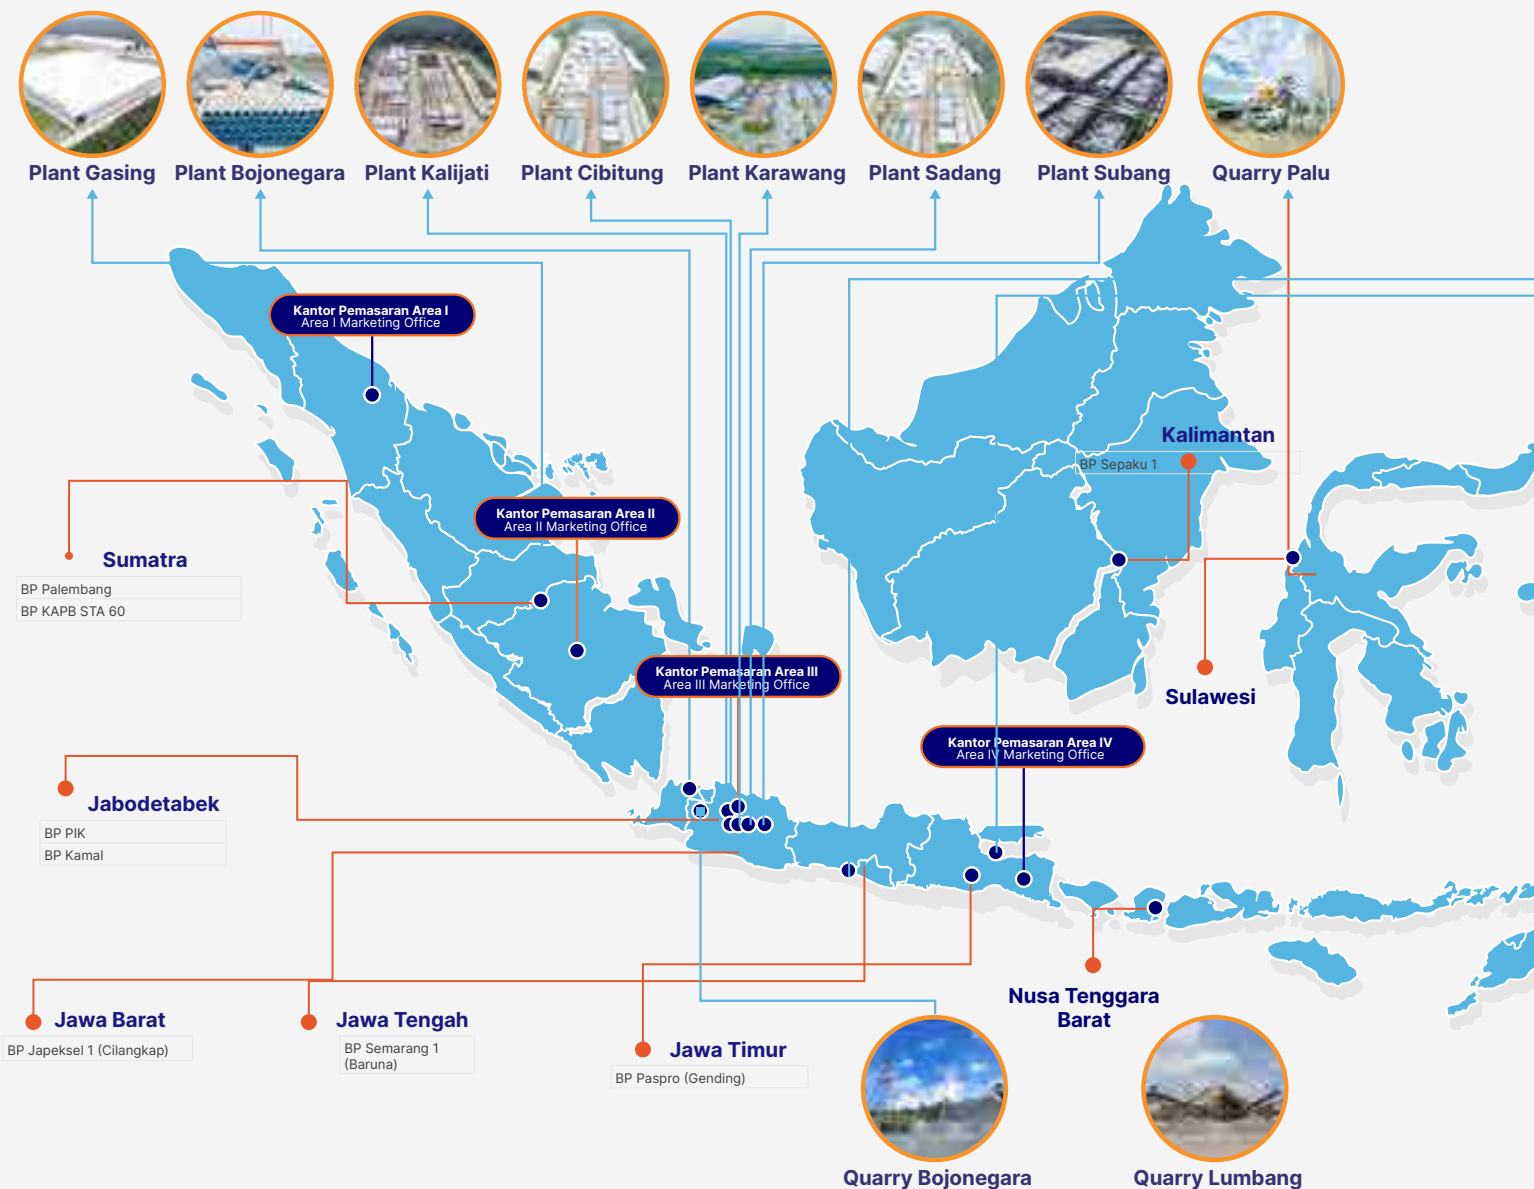 Plant Gasing
Plant Bojonegara
Plant Kalijati
Plant Cibitung
Plant Karawang
Plant Sadang
Plant Subang
Quarry Palu
Kantor Pemasaran Area I
Area I Marketing Office
Kalimantan
BP Sepaku 1
Kantor Pemasaran Area II
Area II Marketing Office
Sumatra
BP Palembang
BP KAPB STA 60
Kantor Pemasaran Area III
Area III Marketing Office
Sulawesi
Kantor Pemasaran Area IV
Area IV Marketing Office
Jabodetabek
BP PIK
BP Kamal
Nusa Tenggara
Barat
Jawa Barat
BP Japeksel 1 (Cilangkap)
Jawa Tengah
BP Semarang 1
(Baruna)
Jawa Timur
BP Paspro (Gending)
Quarry Bojonegara
Quarry Lumbang